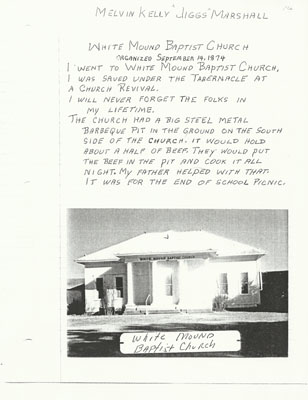 MELVIN KELLY "JIGGS" MARSHALL
WHITE MOUND BAPTIST CHURCH
ORGANIZED SEPTEMBER 14, 1874
I WENT TO WHITE MOUND BAPTIST CHURCH,
I WAS SAVED UNDER THE TABERNACLE AT
A CHURCH REVIVAL.
I WILL NEVER FORGET THE FOLKS IN
MY LIFETIME.
THE CHURCH HAD A BIG STEEL METAL
BARBEQUE PIT IN THE GROUND ON THE SOUTH
SIDE OF THE CHURCH. IT WOULD HOLD
ABOUT A HALF OF BEEF. THEY WOULD PUT
THE BEEF IN THE PIT AND COOK IT ALL
NIGHT. MY FATHER HELPED WITH THAT.
IT WAS FOR THE END OF SCHOOL PICNIC.
WHITE MOUND BAPTIST CHURCH
White Mound
Baptist Church